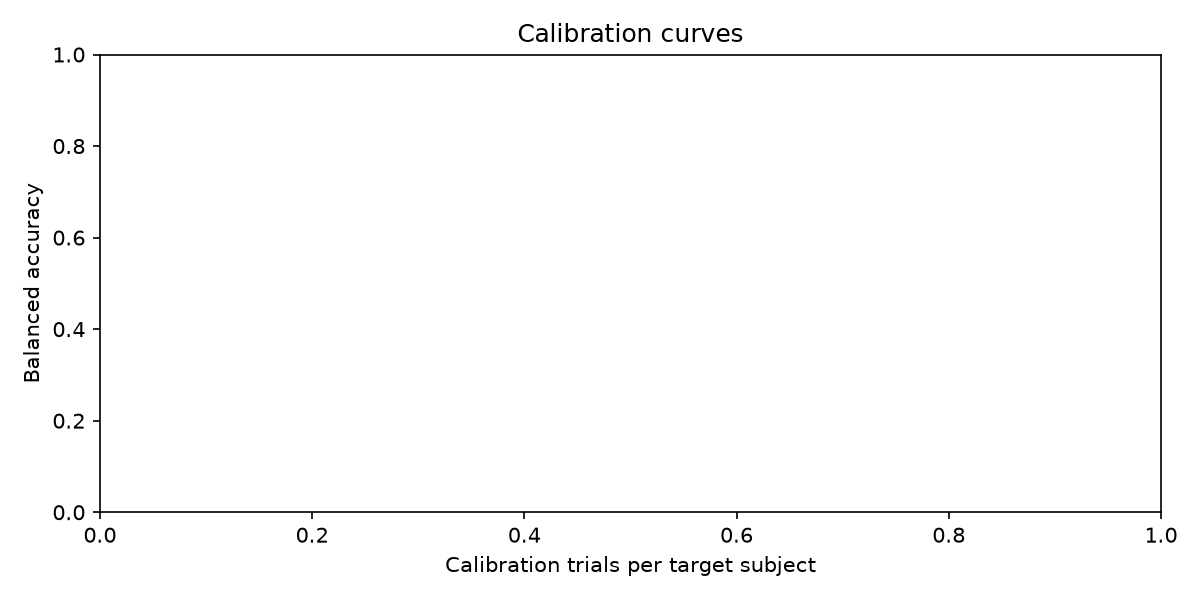 Calibration curves
1.0
0.8
0.6
0.4
0.2
0.0
Balanced accuracy
0.0 0.2 0.4 0.6 0.8 1.0
Calibration trials per target subject